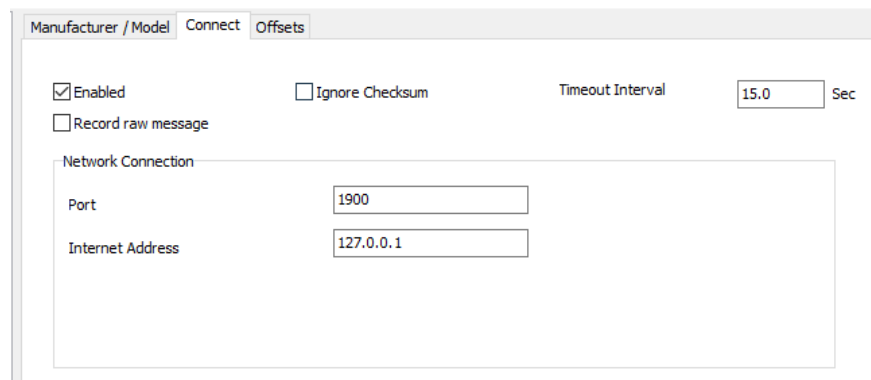 Manufacturer / Model Connect Offsets
Enabled Ignore Checksum Timeout Interval 15.0 Sec
Record raw message
Network Connection
Port 1900
Internet Address 127.0.0.1